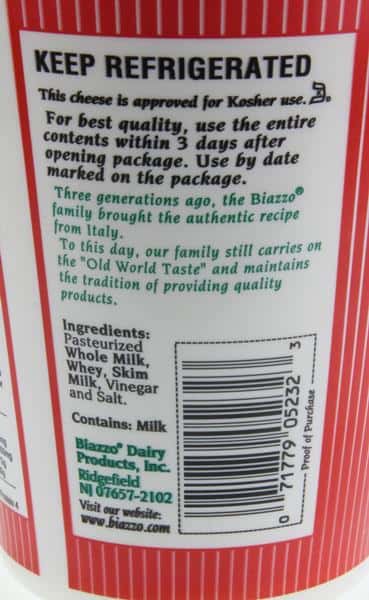 KEEP REFRIGERATED
This cheese is approved for Kosher use.
For best quality, use the entire
contents within 3 days after
opening package. Use by date
marked on the package.
Three generations ago, the Biazzo®
family brought the authentic recipe
from Italy.
To this day, our family still carries on
the "Old World Taste" and maintains
the tradition of providing quality
products.
Ingredients:
Pasteurized
Whole Milk,
Whey, Skim
Milk, Vinegar
and Salt.
Contains: Milk
Biazzo® Dairy
Products, Inc.
Ridgefield
NJ 07657-2102
Visit our website:
www.biazzo.com
0 71779 05232 3
Proof of Purchase